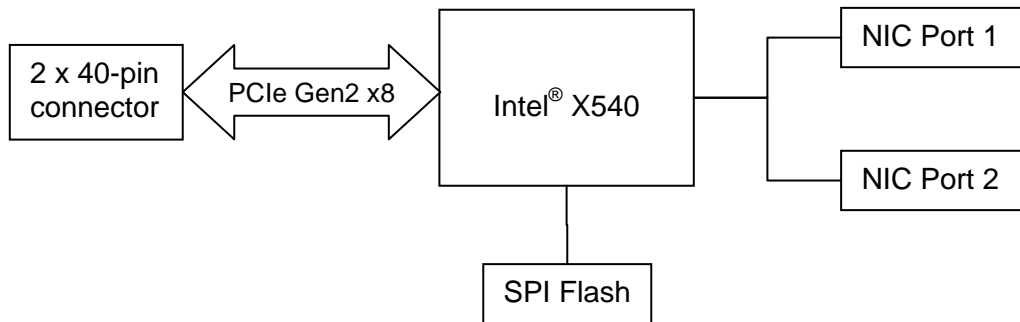 2 x 40-pin
connector
PCIe Gen2 x8
Intel® X540
NIC Port 1
NIC Port 2
SPI Flash